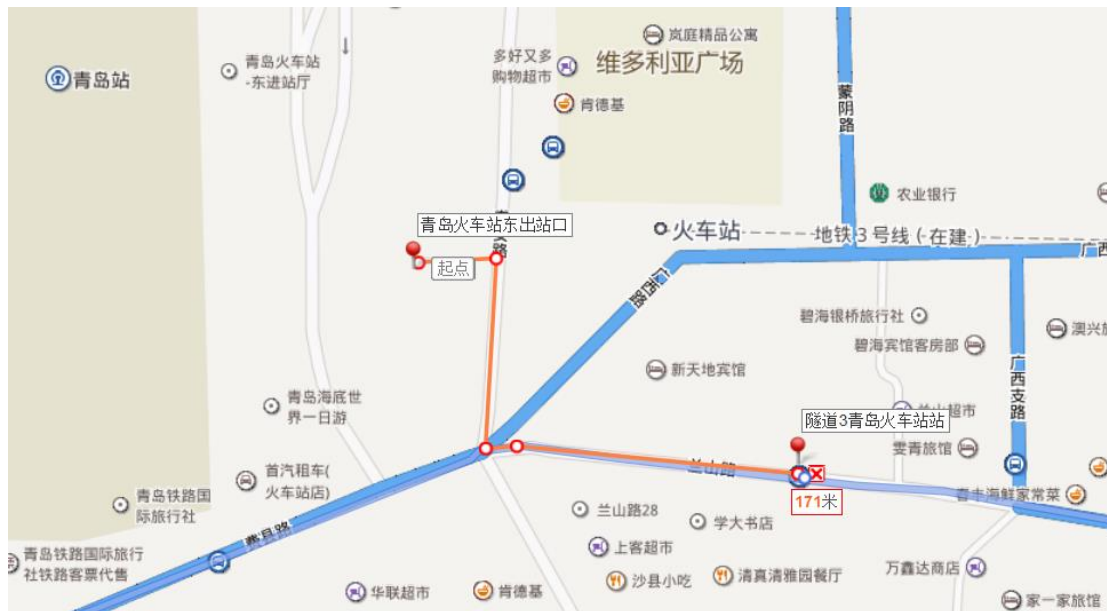 岚庭精品公寓
多好又多
购物超市
维多利亚广场
青岛火车站
-东进站厅
青岛站
肯德基
蒙阴路
农业银行
青岛火车站东出站口
路
火车站
地铁3号线(在建)
广西
起点
广西路
碧海银桥旅行社
澳兴旅
碧海宾馆客房部
新天地宾馆
广西支路
青岛海底世
界一日游
兰山超市
隧道3青岛火车站站
雯青旅馆
兰山路
首汽租车(
火车站店)
171米
春丰海鲜家常菜
青岛铁路国
际旅行社
兰山路28
学大书店
费县路
上客超市
青岛铁路国际旅行
社铁路客票代售
沙县小吃
清真清雅园餐厅
万鑫达商店
华联超市
肯德基
家一家旅馆